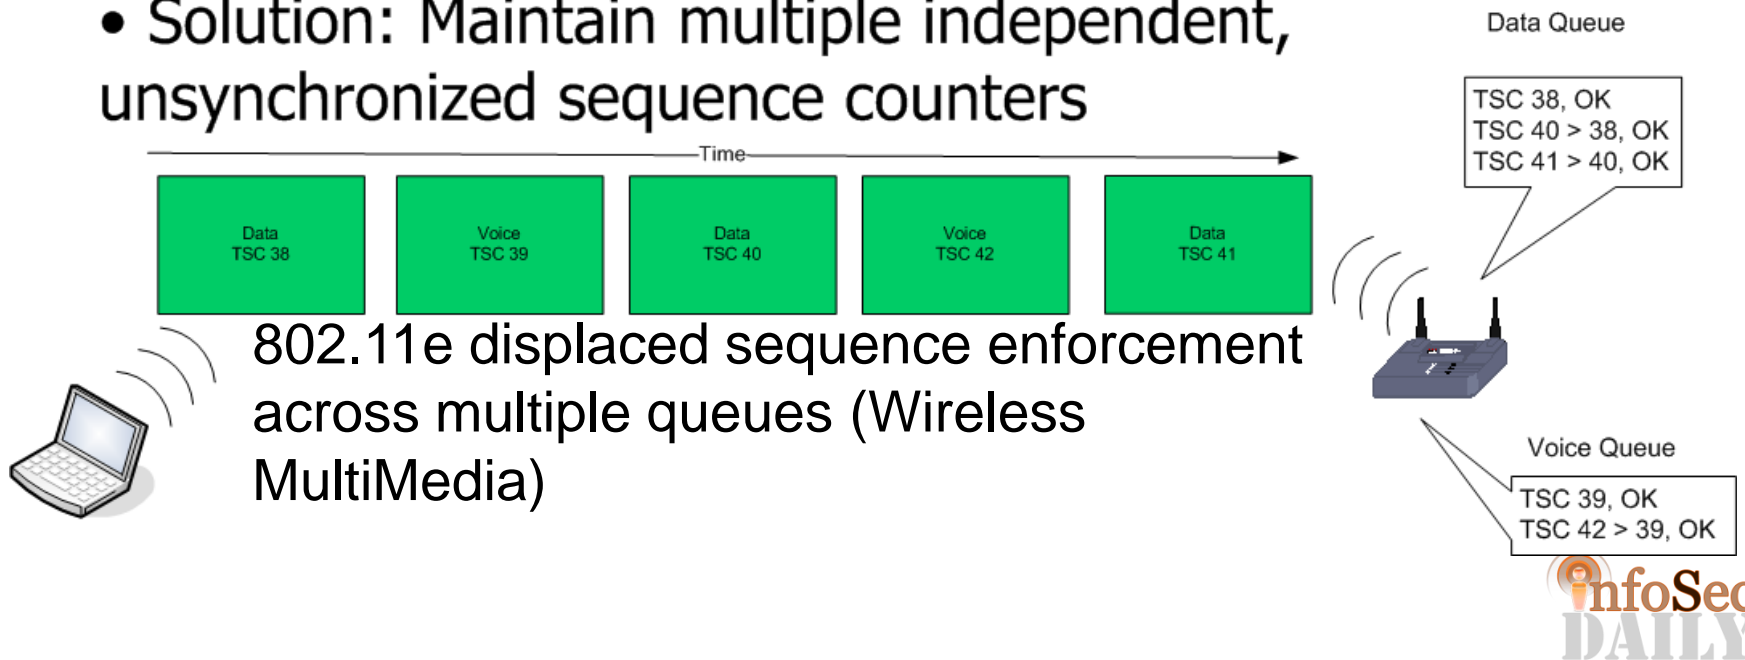 • Solution: Maintain multiple independent,
unsynchronized sequence counters
Data Queue
TSC 38, OK
TSC 40 > 38, OK
TSC 41 > 40, OK
Time
Data
TSC 38
Voice
TSC 39
Data
TSC 40
Voice
TSC 42
Data
TSC 41
802.11e displaced sequence enforcement
across multiple queues (Wireless
MultiMedia)
Voice Queue
TSC 39, OK
TSC 42 > 39, OK
infoSec
DAILY